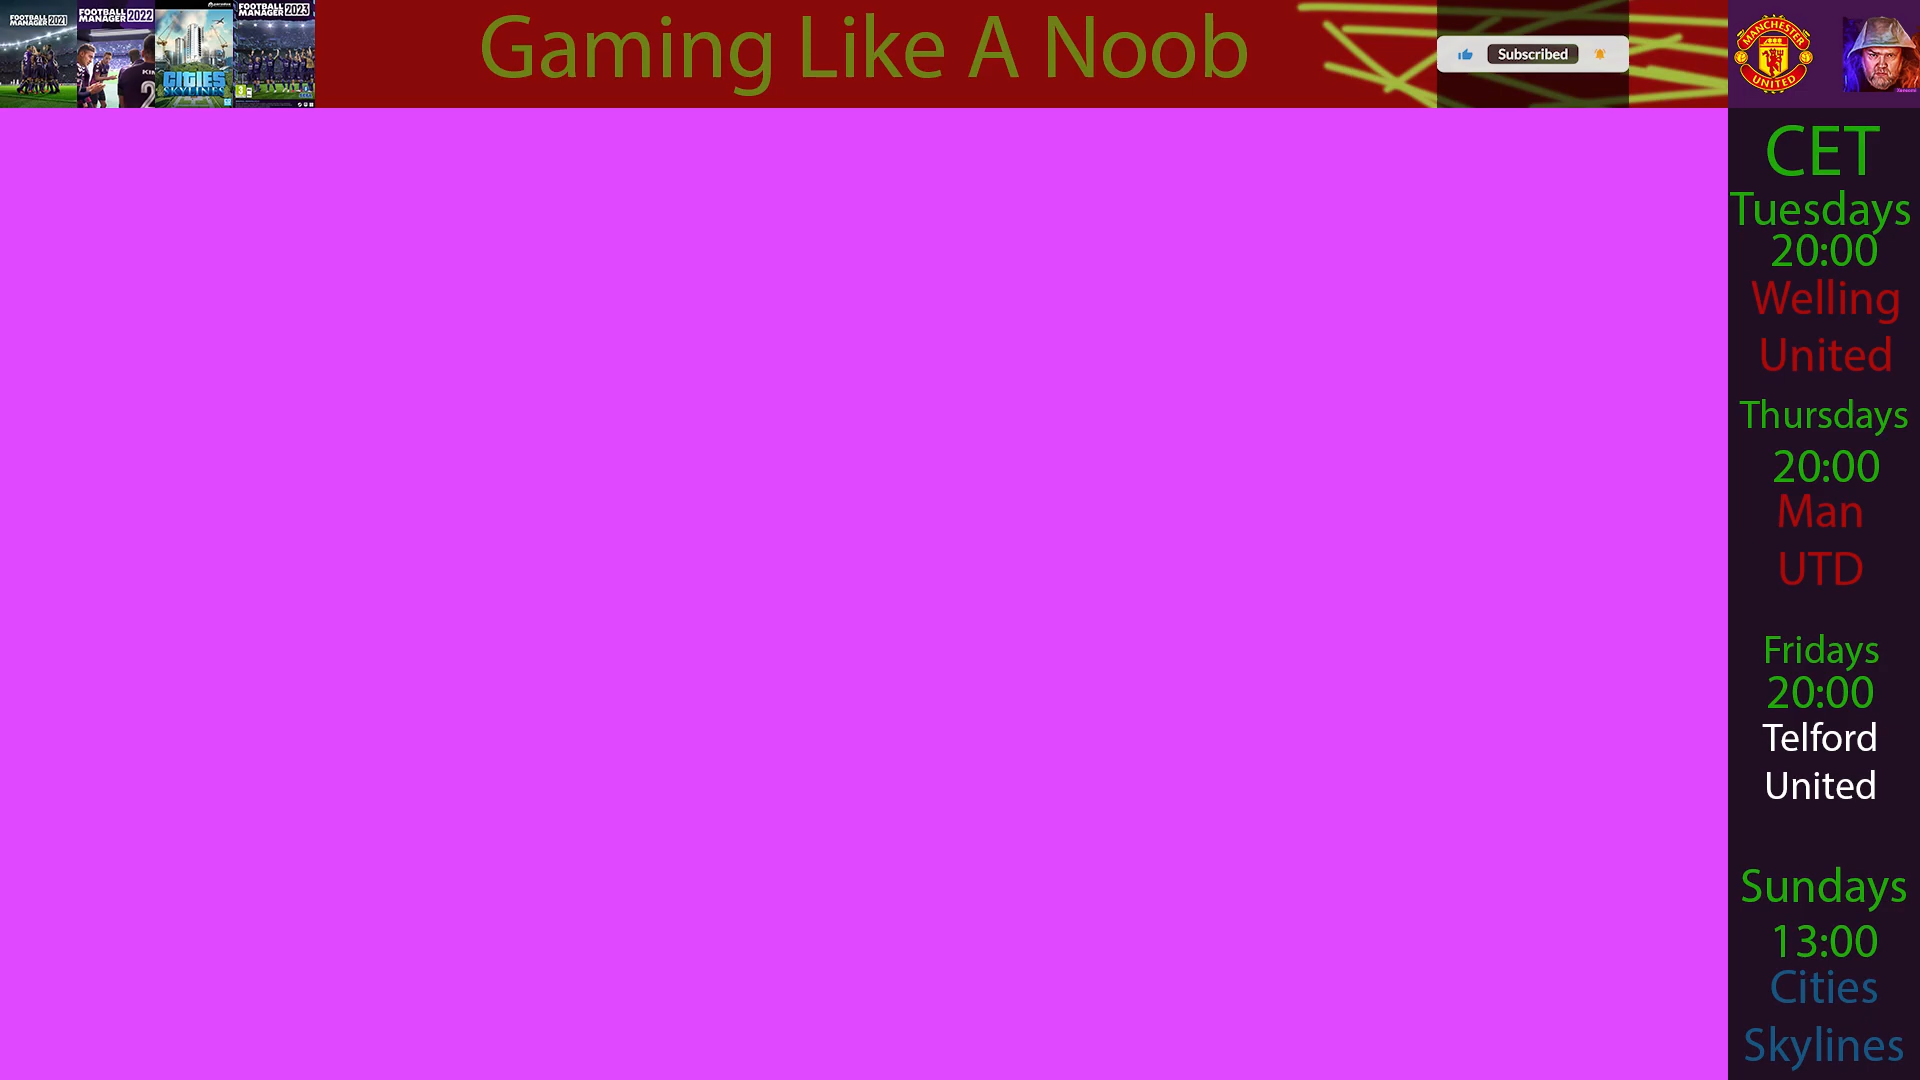 FOOTBALL MANAGER 2021
FOOTBALL MANAGER 2022
CITIES
SKYLINES
FOOTBALL MANAGER 2023
Gaming Like A Noob
Subscribed
MANCHESTER
UNITED
CET
Tuesdays
20:00
Welling
United
Thursdays
20:00
Man
UTD
Fridays
20:00
Telford
United
Sundays
13:00
Cities
Skylines